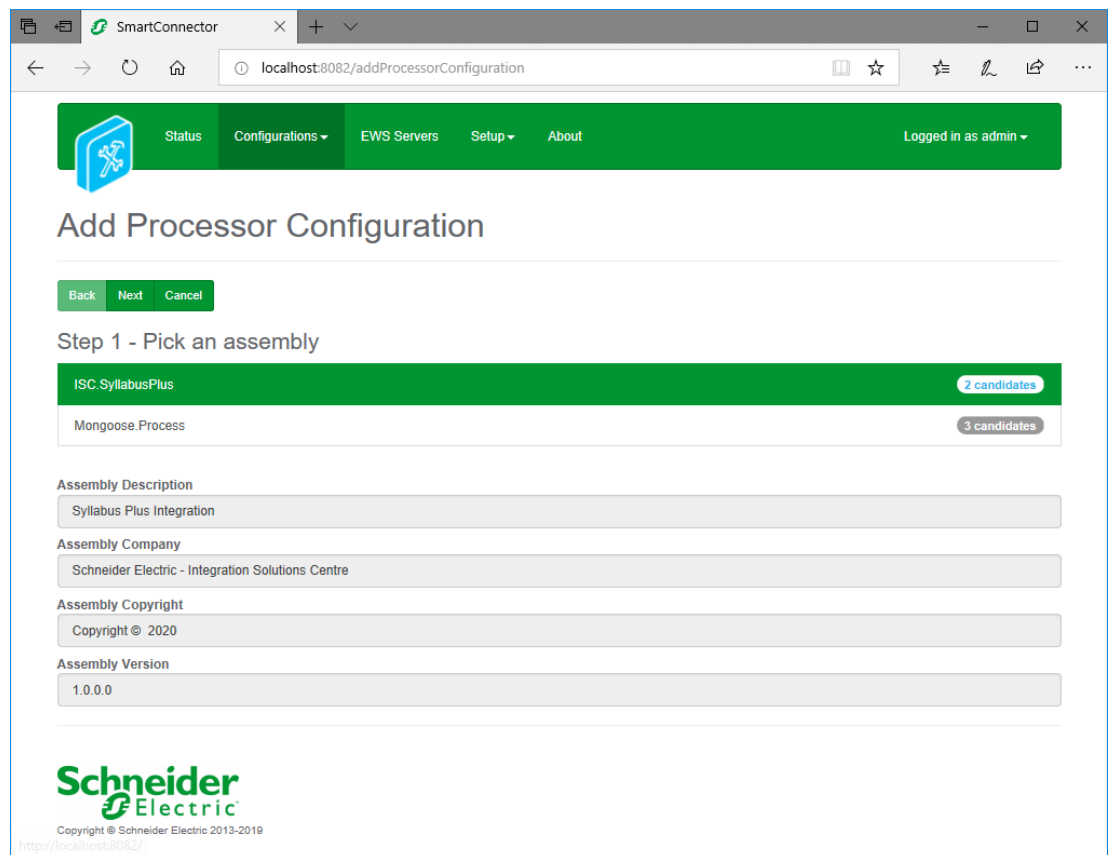 SmartConnector
localhost:8082/addProcessorConfiguration
Status Configurations EWS Servers Setup About Logged in as admin
Add Processor Configuration
Back Next Cancel
Step 1 - Pick an assembly
ISC.SyllabusPlus 2 candidates
Mongoose.Process 3 candidates
Assembly Description
Syllabus Plus Integration
Assembly Company
Schneider Electric - Integration Solutions Centre
Assembly Copyright
Copyright © 2020
Assembly Version
1.0.0.0
Schneider
Electric
Copyright © Schneider Electric 2013-2019
http://localhost:8082/